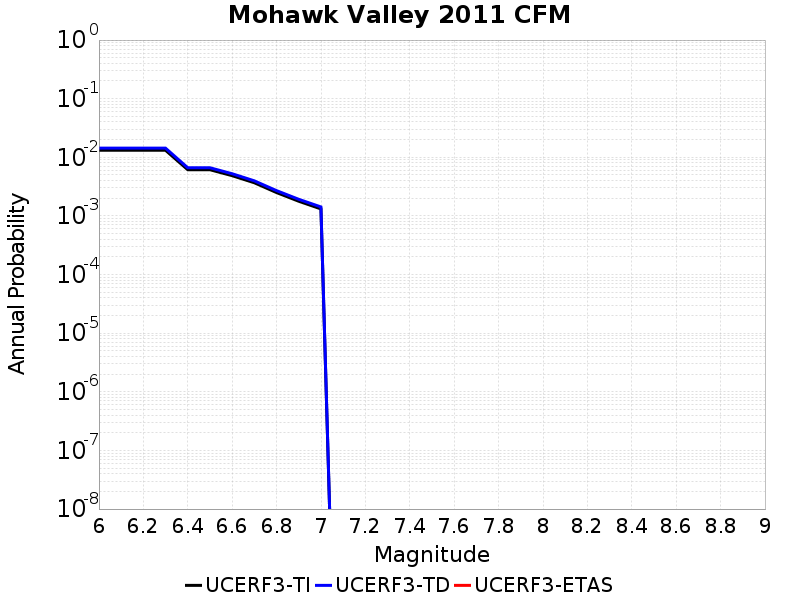 Mohawk Valley 2011 CFM
10^0
10^-1
10^-2
10^-3
10^-4
10^-5
10^-6
10^-7
10^-8
Annual Probability
6 6.2 6.4 6.6 6.8 7 7.2 7.4 7.6 7.8 8 8.2 8.4 8.6 8.8 9
Magnitude
UCERF3-TI UCERF3-TD UCERF3-ETAS